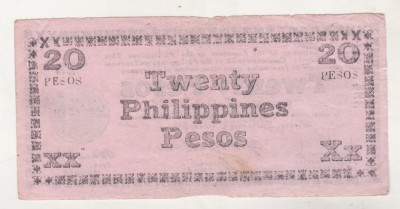 20 20
PESOS PESOS
Twenty
Philippines
Pesos
XX Xx